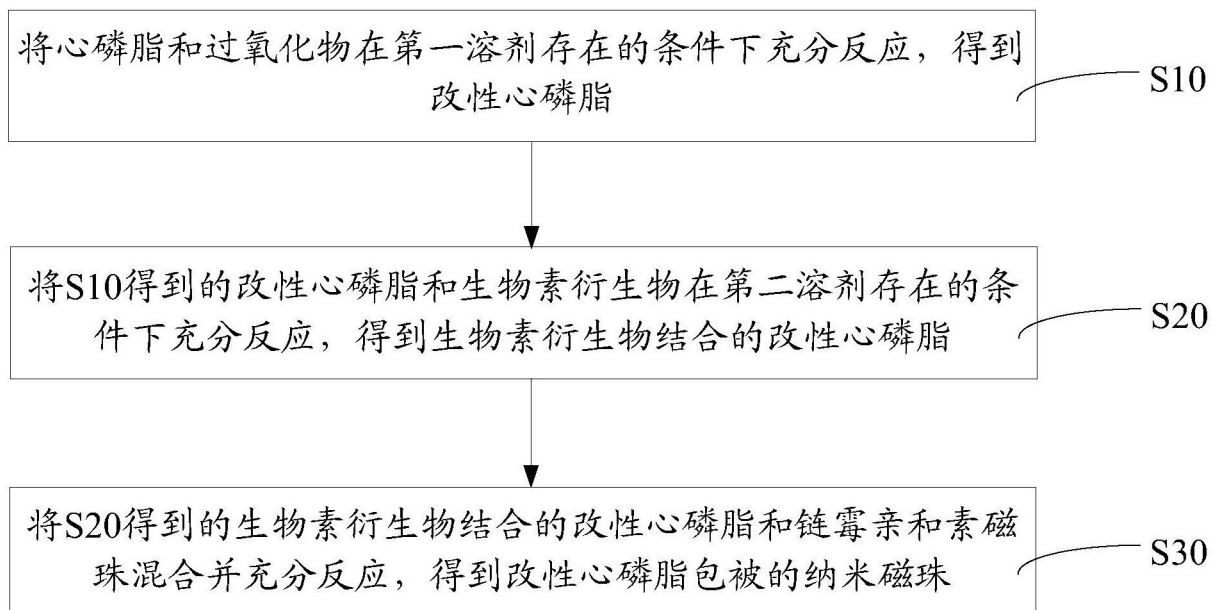 将心磷脂和过氧化物在第一溶剂存在的条件下充分反应，得到
改性心磷脂
S10
将S10得到的改性心磷脂和生物素衍生物在第二溶剂存在的条
件下充分反应，得到生物素衍生物结合的改性心磷脂
S20
将S20得到的生物素衍生物结合的改性心磷脂和链霉亲和素磁
珠混合并充分反应，得到改性心磷脂包被的纳米磁珠
S30